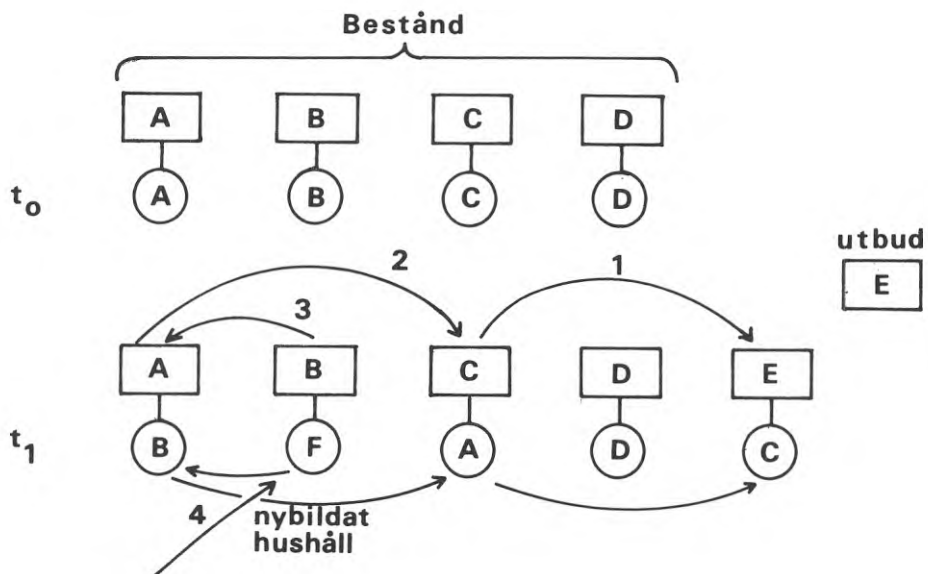 Bestånd
A B C D
t₀ A B C D
utbud
E
2 1
3
A B C D E
t₁ B F A D C
4 nybildat
hushåll